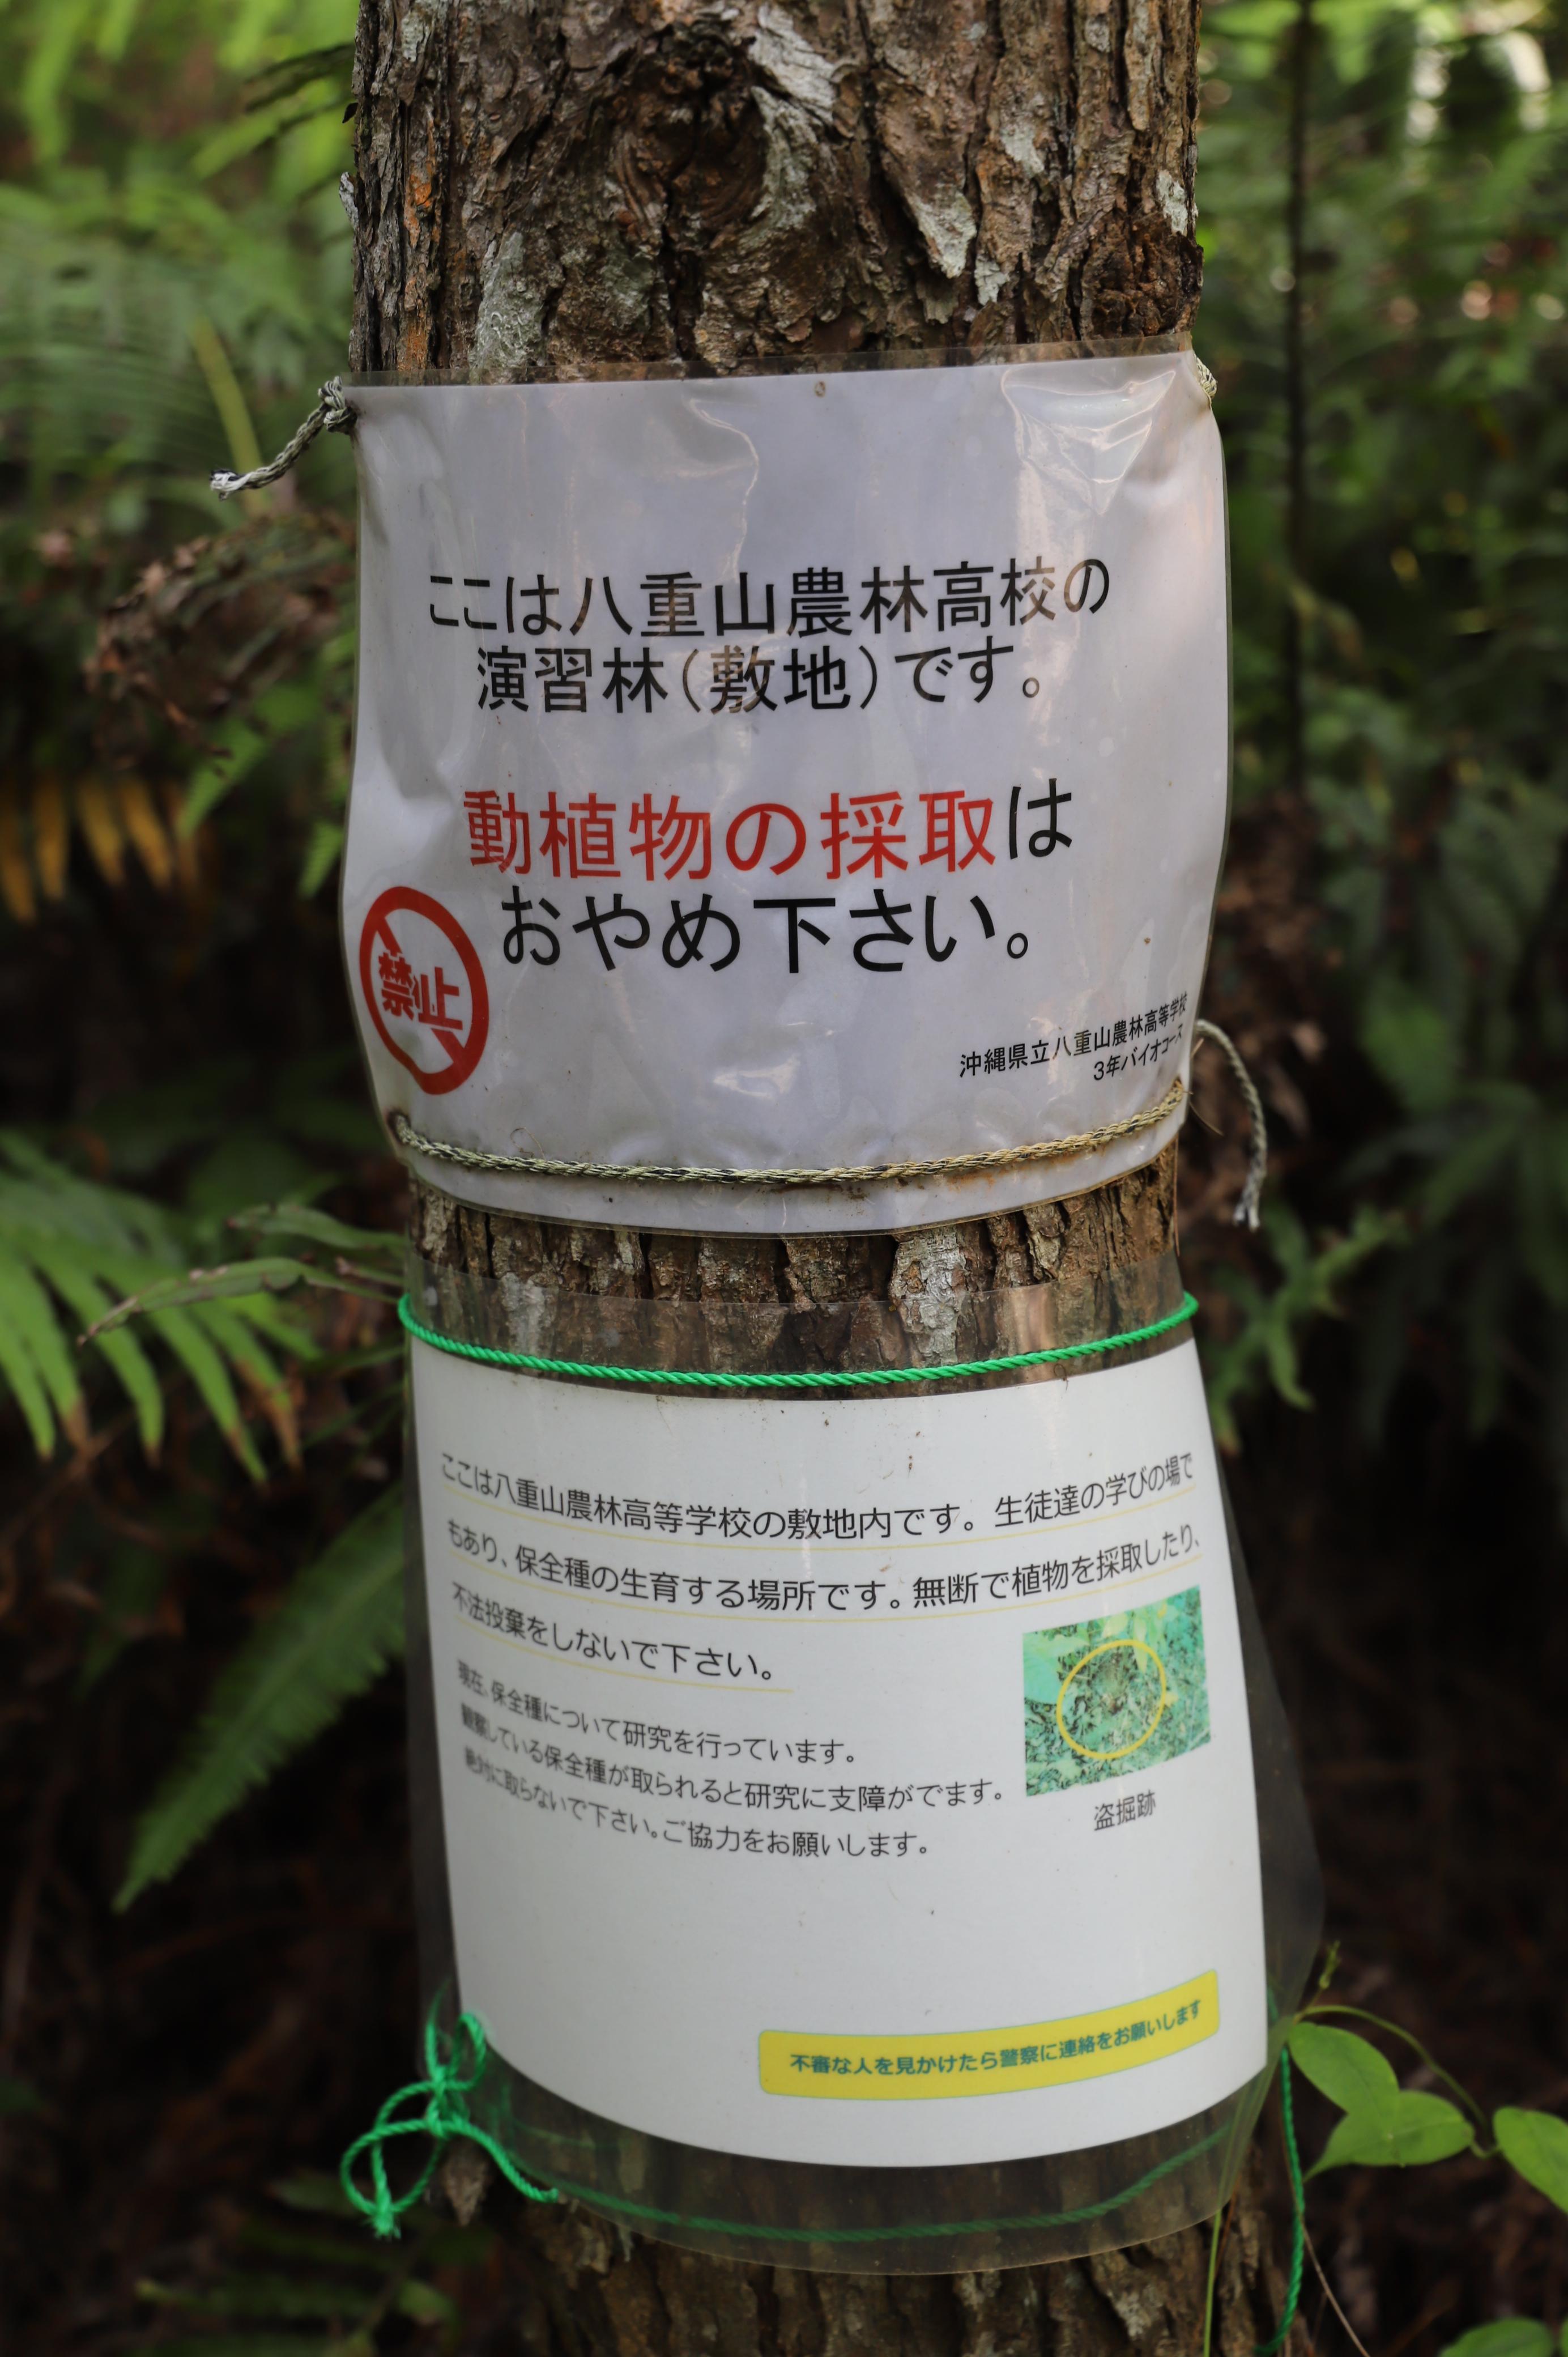 ここは八重山農林高校の
演習林(敷地)です。
動植物の採取は
おやめ下さい。
禁止
沖縄県立八重山農林高等学校
3年バイオコース
ここは八重山農林高等学校の敷地内です。生徒達の学びの場で
もあり、保全種の生育する場所です。無断で植物を採取したり、
不法投棄をしないで下さい。
現在、保全種について研究を行っています。
観察している保全種が取られると研究に支障がでます。
絶対に取らないで下さい。ご協力をお願いします。
盗掘跡
不審な人を見かけたら警察に連絡をお願いします